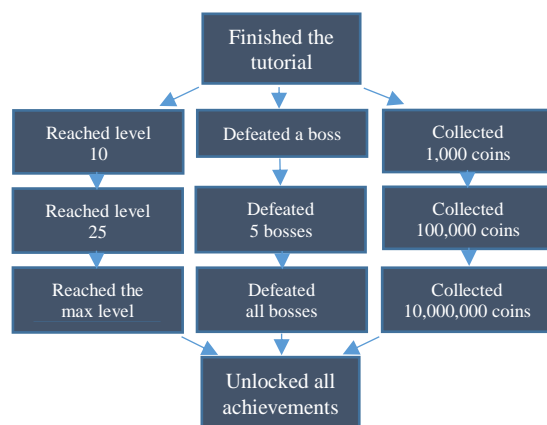 Finished the
tutorial
Reached level
10
Defeated a boss
Collected
1,000 coins
Reached level
25
Defeated
5 bosses
Collected
100,000 coins
Reached the
max level
Defeated
all bosses
Collected
10,000,000 coins
Unlocked all
achievements